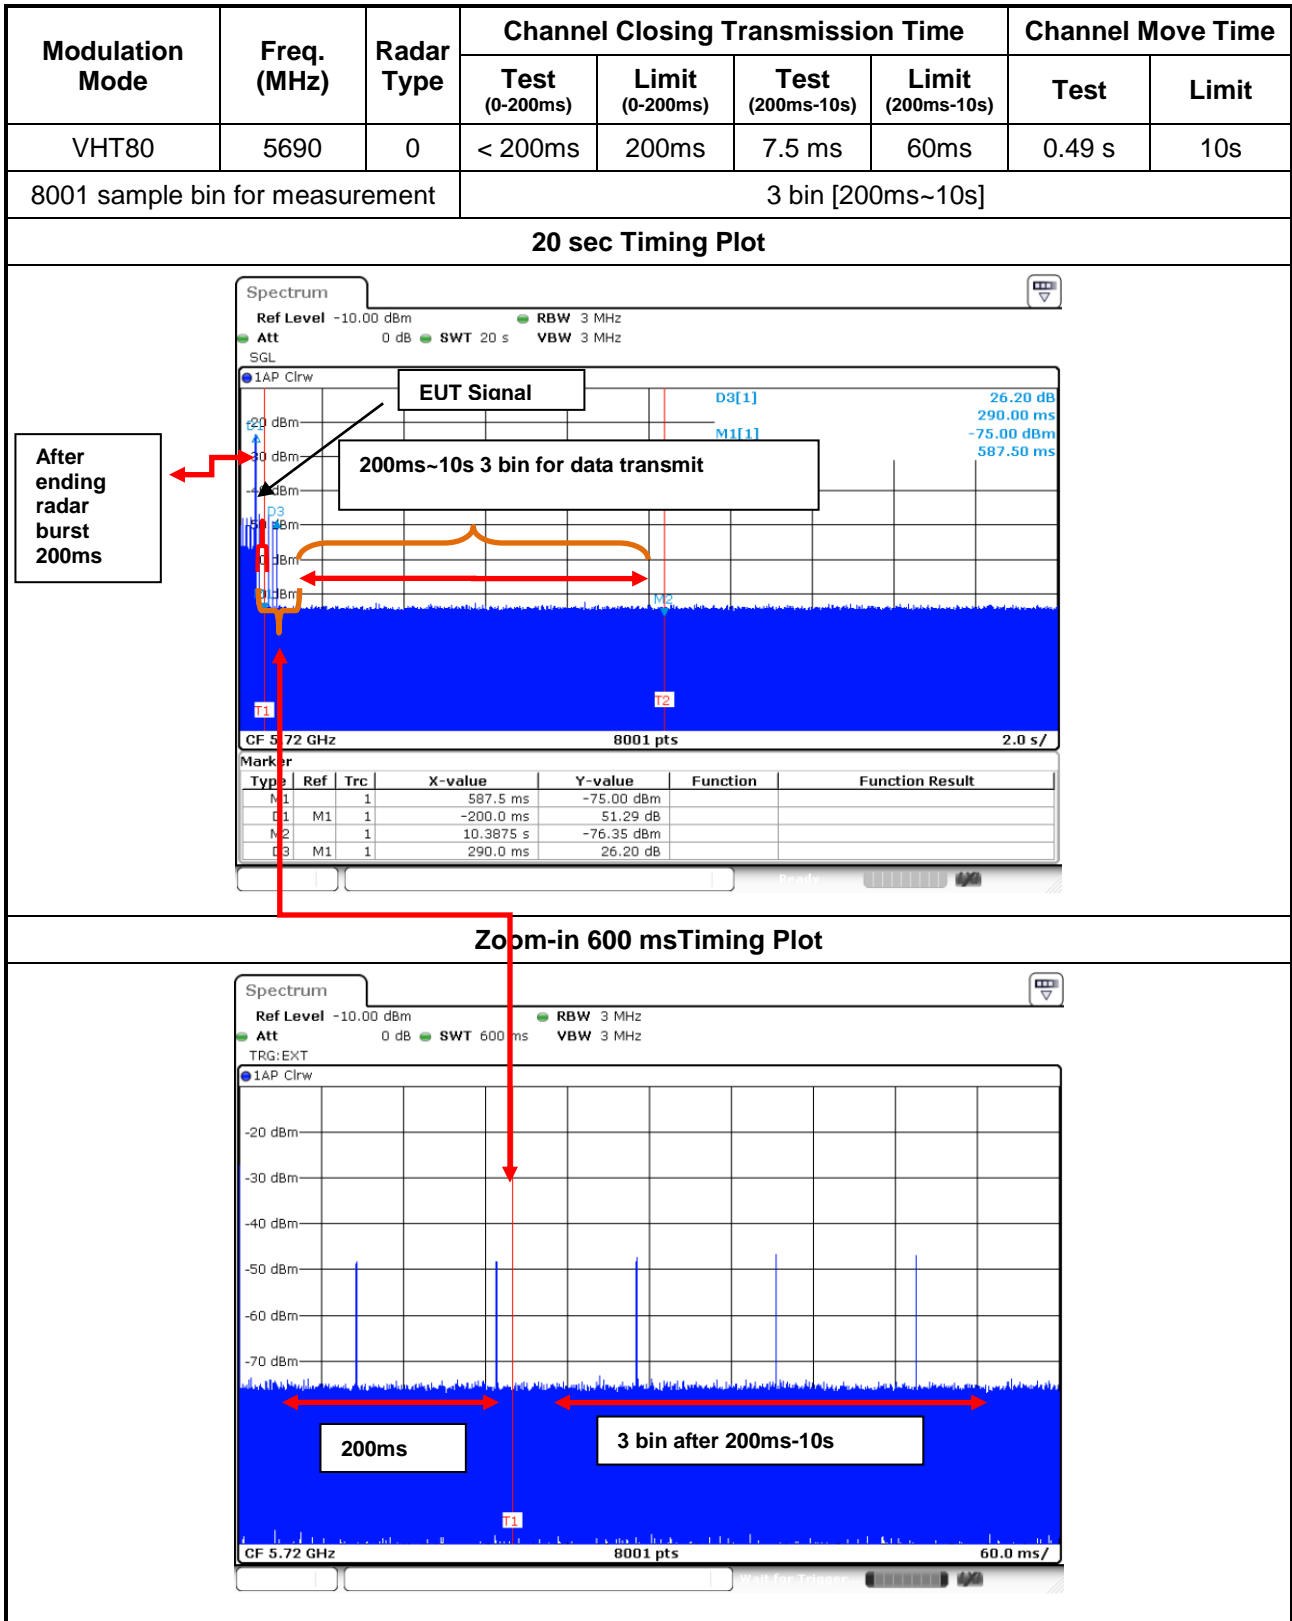 Modulation Mode
Freq. (MHz)
Radar Type
Channel Closing Transmission Time
Channel Move Time
Test (0-200ms)
Limit (0-200ms)
Test (200ms-10s)
Limit (200ms-10s)
Test
Limit
VHT80 5690 0 < 200ms 200ms 7.5 ms 60ms 0.49 s 10s
8001 sample bin for measurement 3 bin [200ms~10s]
20 sec Timing Plot
Spectrum
Ref Level -10.00 dBm RBW 3 MHz
Att 0 dB SWT 20 s VBW 3 MHz
SGL
1AP Clrw
EUT Signal
D3[1] 26.20 dB
290.00 ms
M1[1] -75.00 dBm
587.50 ms
-20 dBm
D1
After ending radar burst 200ms
200ms~10s 3 bin for data transmit
D3
M2
T1
T2
CF 5.72 GHz 8001 pts 2.0 s/
Marker
Type Ref Trc X-value Y-value Function Function Result
M1 1 587.5 ms -75.00 dBm
D1 M1 1 -200.0 ms 51.29 dB
M2 1 10.3875 s -76.35 dBm
D3 M1 1 290.0 ms 26.20 dB
Ready
Zoom-in 600 msTiming Plot
Spectrum
Ref Level -10.00 dBm RBW 3 MHz
Att 0 dB SWT 600 ms VBW 3 MHz
TRG:EXT
1AP Clrw
-20 dBm
-30 dBm
-40 dBm
-50 dBm
-60 dBm
-70 dBm
200ms
3 bin after 200ms-10s
T1
CF 5.72 GHz 8001 pts 60.0 ms/
Wait for Trigger...